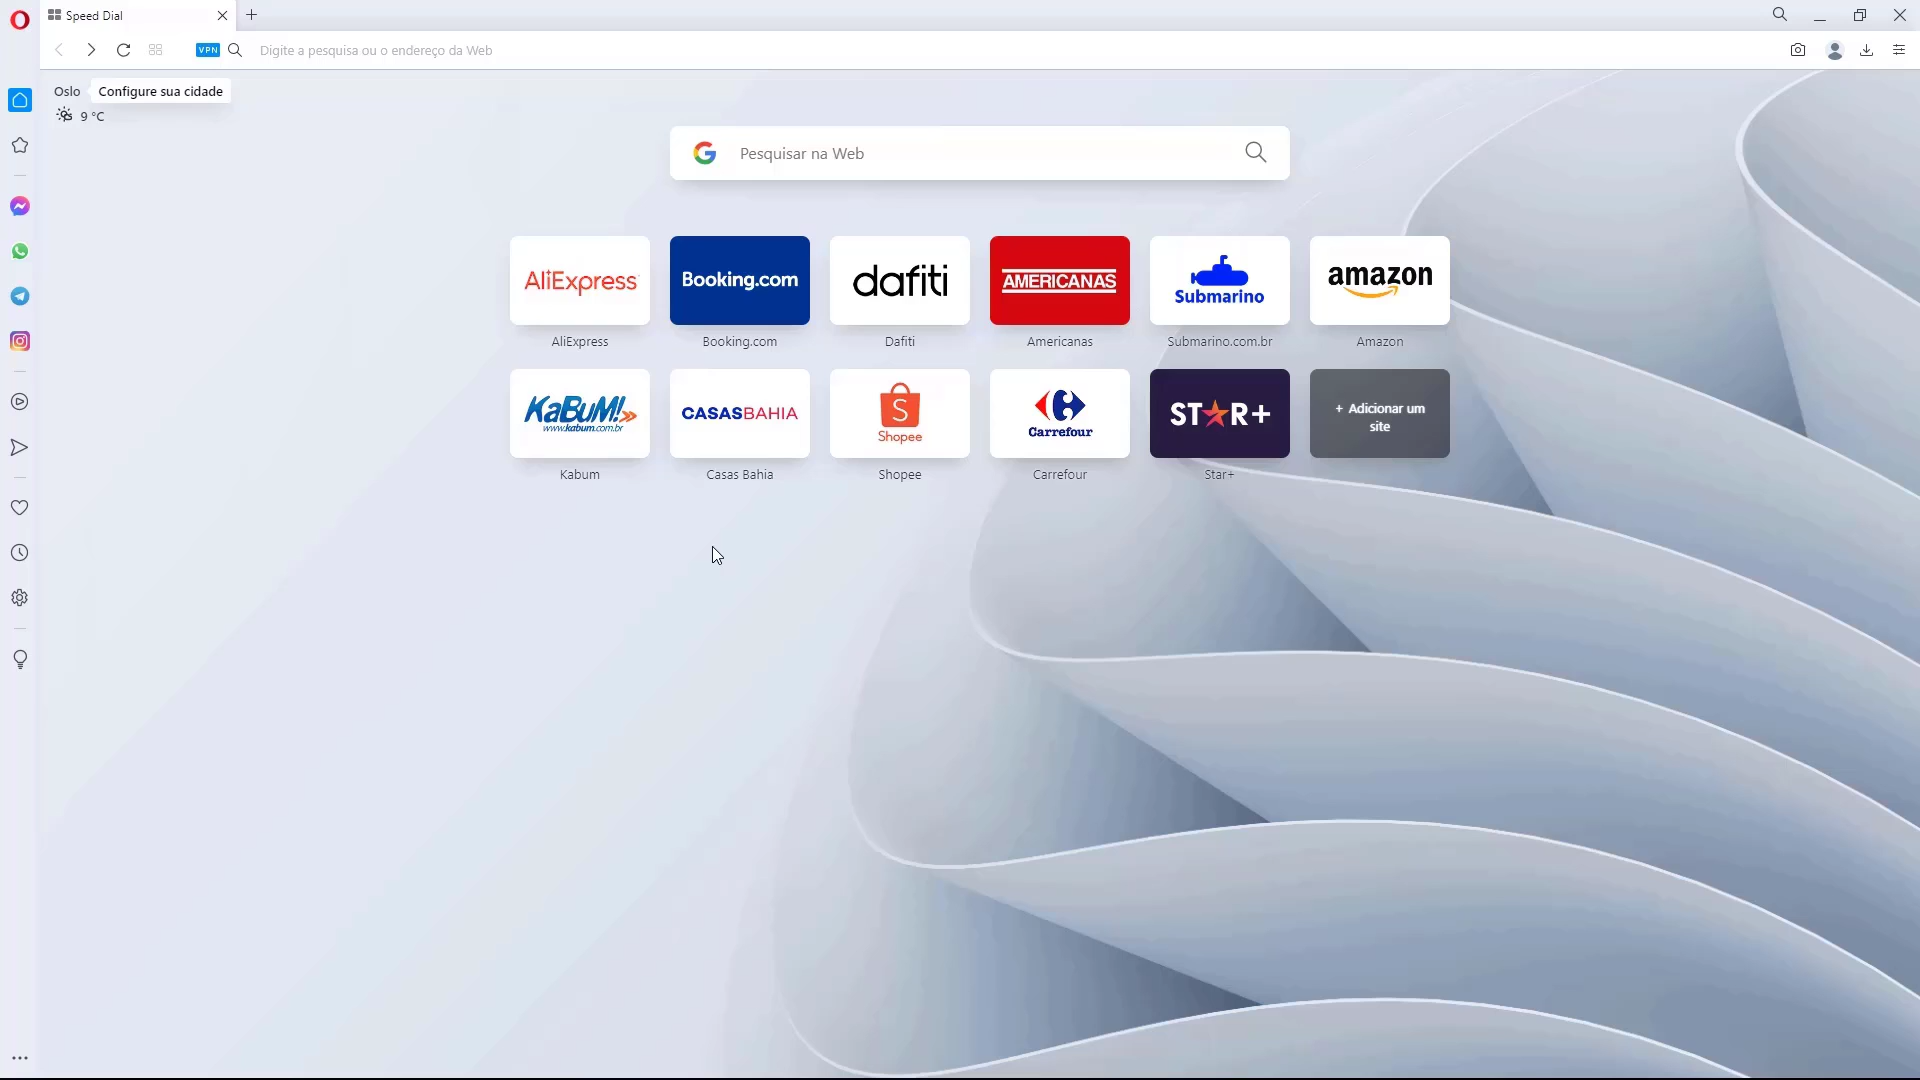 Speed Dial
VPN
Digite a pesquisa ou o endereço da Web
Oslo
Configure sua cidade
9 °C
Pesquisar na Web
AliExpress
Booking.com
dafiti
AMERICANAS
Submarino
amazon
AliExpress
Booking.com
Dafiti
Americanas
Submarino.com.br
Amazon
KaBuM!
www.kabum.com.br
CASASBAHIA
S
Shopee
Carrefour
ST★R+
+ Adicionar um
site
Kabum
Casas Bahia
Shopee
Carrefour
Star+